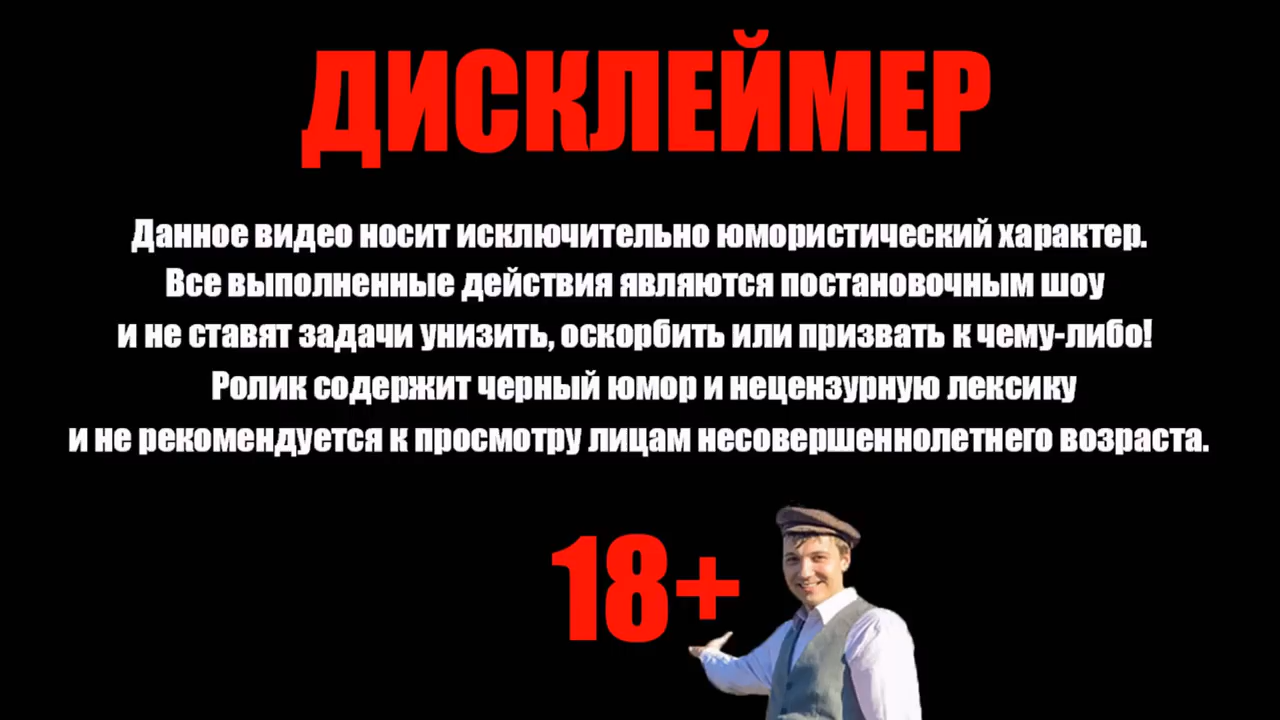 ДИСКЛЕЙМЕР
Данное видео носит исключительно юмористический характер.
Все выполненные действия являются постановочным шоу
и не ставят задачи унизить, оскорбить или призвать к чему-либо!
Ролик содержит черный юмор и нецензурную лексику
и не рекомендуется к просмотру лицам несовершеннолетнего возраста.
18+